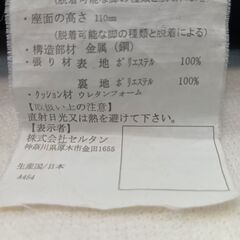 (脱着可能な脚の種類と脱着による)
・座面の高さ 110mm
(脱着可能な脚の種類と脱着による)
・構造部材 金属(鋼)
・張り材 表地 ポリエステル 100%
裏地 ポリエステル 100%
・クッション材 ウレタンフォーム
【取扱い上の注意】
直射日光又は熱を避けて下さい。
【表示者】
株式会社セルタン
神奈川県厚木市金田1655
生産国/日本
A454